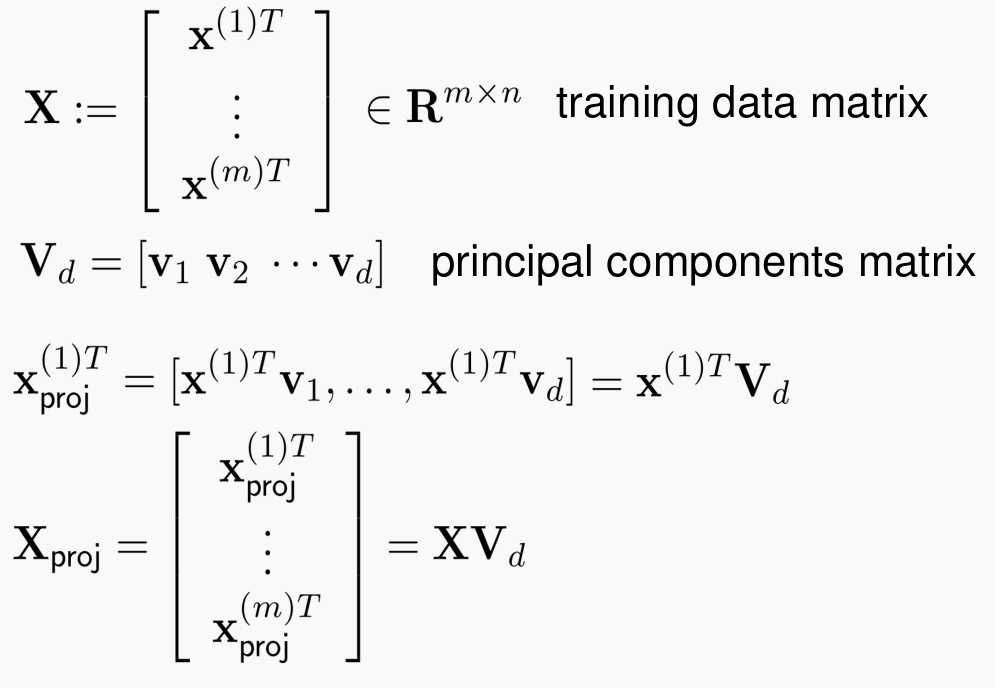 $\mathbf{X} := \begin{bmatrix} \mathbf{x}^{(1)T} \\ \vdots \\ \mathbf{x}^{(m)T} \end{bmatrix} \in \mathbf{R}^{m \times n}$ training data matrix
$\mathbf{V}_d = [\mathbf{v}_1 \ \mathbf{v}_2 \ \cdots \mathbf{v}_d]$ principal components matrix
$\mathbf{x}_{\text{proj}}^{(1)T} = [\mathbf{x}^{(1)T}\mathbf{v}_1, \ldots, \mathbf{x}^{(1)T}\mathbf{v}_d] = \mathbf{x}^{(1)T}\mathbf{V}_d$
$\mathbf{X}_{\text{proj}} = \begin{bmatrix} \mathbf{x}_{\text{proj}}^{(1)T} \\ \vdots \\ \mathbf{x}_{\text{proj}}^{(m)T} \end{bmatrix} = \mathbf{X}\mathbf{V}_d$